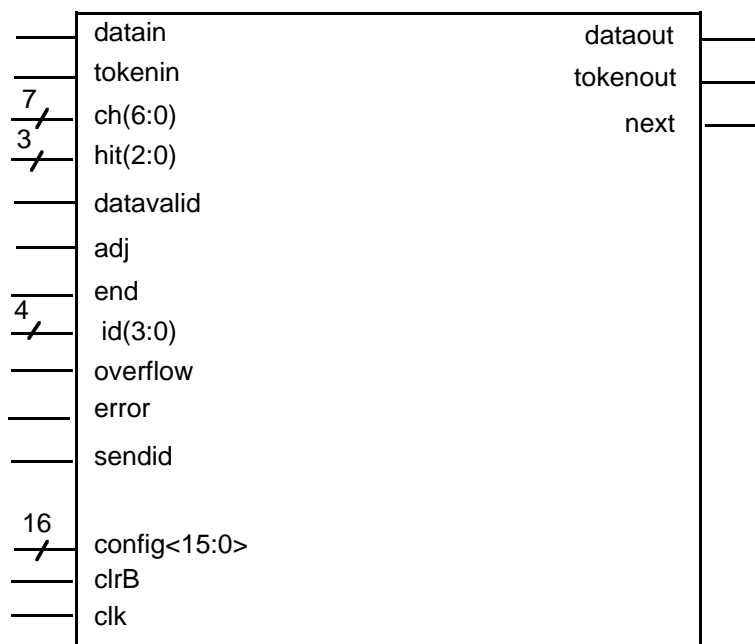 datain
dataout
tokenin
tokenout
7
ch(6:0)
next
3
hit(2:0)
datavalid
adj
end
4
id(3:0)
overflow
error
sendid
16
config<15:0>
clrB
clk